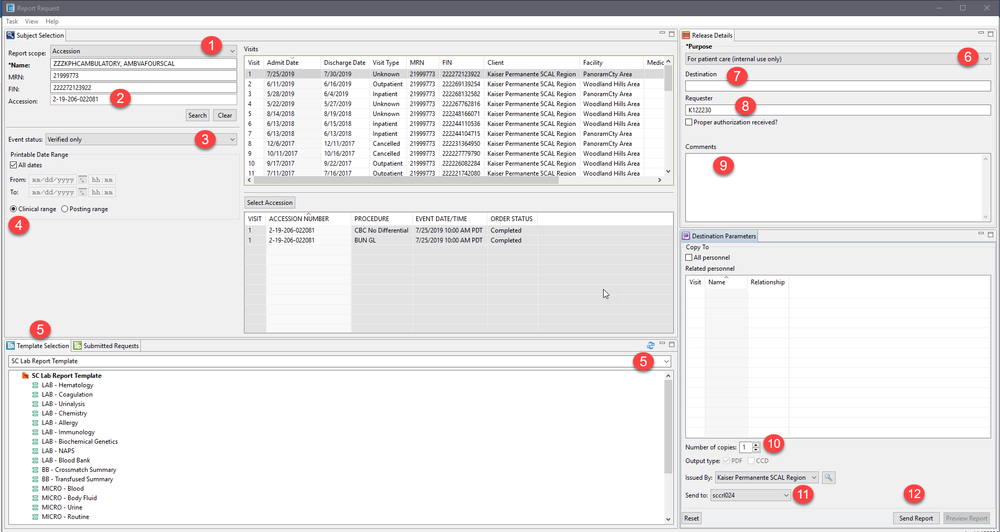 Report Request
Task View Help
Subject Selection
Report scope: Accession 1
*Name: ZZZKPHCAMBULATORY, AMBVAFOURSCAL
MRN: 21999773
FIN: 222272123922
Accession: 2-19-206-022081 2
Search Clear
Event status: Verified only 3
Printable Date Range
All dates
From: mm/dd/yyyy hh:mm
To: mm/dd/yyyy hh:mm
Clinical range Posting range
4
Visits
Visit Admit Date Discharge Date Visit Type MRN FIN Client Facility Medic
1 7/25/2019 7/30/2019 Unknown 21999773 222272123922 Kaiser Permanente SCAL Region PanoramCty Area
2 6/11/2019 6/16/2019 Outpatient 21999773 222269139254 Kaiser Permanente SCAL Region Woodland Hills Area
3 5/28/2019 6/4/2019 Inpatient 21999773 222268132582 Kaiser Permanente SCAL Region PanoramCty Area
4 5/22/2019 5/27/2019 Unknown 21999773 222267762816 Kaiser Permanente SCAL Region Woodland Hills Area
5 8/14/2018 8/19/2018 Unknown 21999773 222248166071 Kaiser Permanente SCAL Region Woodland Hills Area
6 6/13/2018 6/15/2018 Inpatient 21999773 222244110536 Kaiser Permanente SCAL Region Woodland Hills Area
7 6/13/2018 6/13/2018 Inpatient 21999773 222244104715 Kaiser Permanente SCAL Region PanoramCty Area
8 12/6/2017 12/11/2017 Cancelled 21999773 222231364950 Kaiser Permanente SCAL Region PanoramCty Area
9 10/11/2017 10/16/2017 Cancelled 21999773 222227779790 Kaiser Permanente SCAL Region Woodland Hills Area
10 9/17/2017 9/22/2017 Outpatient 21999773 222226082284 Kaiser Permanente SCAL Region Woodland Hills Area
11 7/11/2017 7/16/2017 Outpatient 21999773 222221742080 Kaiser Permanente SCAL Region Woodland Hills Area
Select Accession
VISIT ACCESSION NUMBER PROCEDURE EVENT DATE/TIME ORDER STATUS
1 2-19-206-022081 CBC No Differential 7/25/2019 10:00 AM PDT Completed
1 2-19-206-022081 BUN GL 7/25/2019 10:00 AM PDT Completed
5
Template Selection Submitted Requests
SC Lab Report Template 5
SC Lab Report Template
LAB - Hematology
LAB - Coagulation
LAB - Urinalysis
LAB - Chemistry
LAB - Allergy
LAB - Immunology
LAB - Biochemical Genetics
LAB - NAPS
LAB - Blood Bank
BB - Crossmatch Summary
BB - Transfused Summary
MICRO - Blood
MICRO - Body Fluid
MICRO - Urine
MICRO - Routine
Release Details
*Purpose
For patient care (internal use only) 6
Destination 7
Requester
K122230 8
Proper authorization received?
Comments
9
Destination Parameters
Copy To
All personnel
Related personnel
Visit Name Relationship
Number of copies: 1 10
Output type: PDF CCD
Issued By: Kaiser Permanente SCAL Region
Send to: sccrl024 11
12
Reset Send Report Preview Report